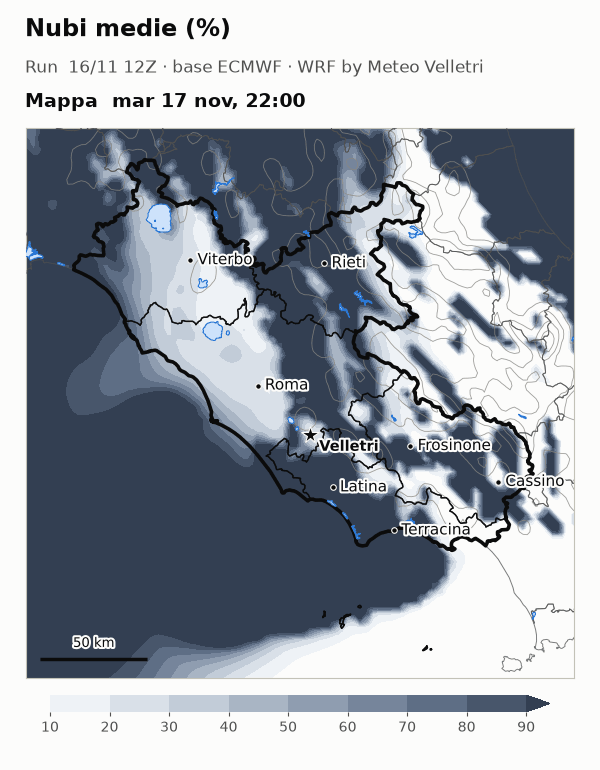 Nubi medie (%)
Run 16/11 12Z · base ECMWF · WRF by Meteo Velletri
Mappa mar 17 nov, 22:00
Viterbo
Rieti
Roma
Velletri
Frosinone
Cassino
Latina
Terracina
50 km
10 20 30 40 50 60 70 80 90